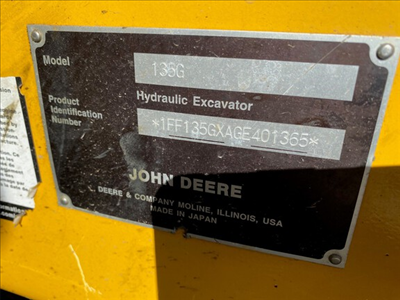 Model
135G
Hydraulic Excavator
Product
Identification
Number
*1FF135GXAGE401365*
JOHN DEERE
DEERE & COMPANY MOLINE, ILLINOIS, USA
MADE IN JAPAN